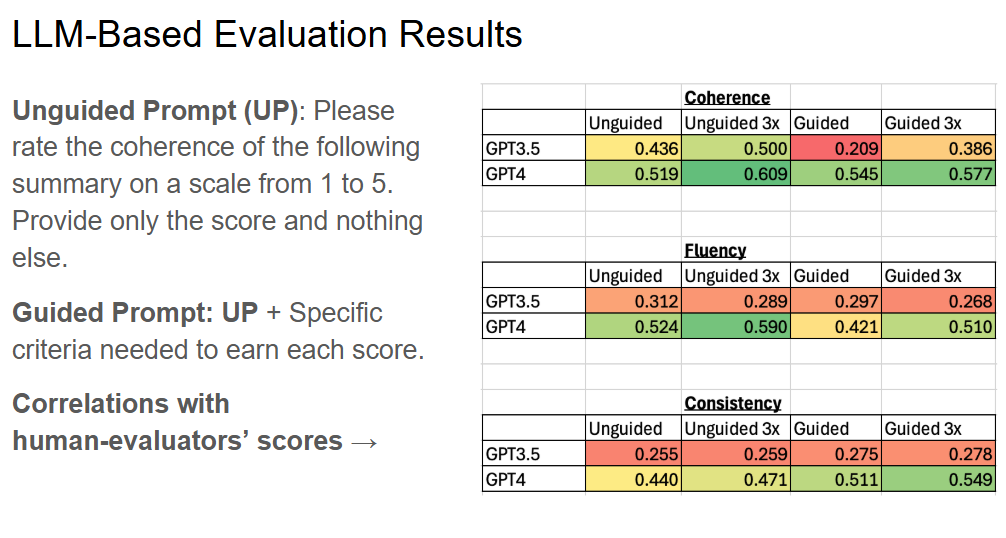 LLM-Based Evaluation Results
Unguided Prompt (UP): Please
rate the coherence of the following
summary on a scale from 1 to 5.
Provide only the score and nothing
else.
Guided Prompt: UP + Specific
criteria needed to earn each score.
Correlations with
human-evaluators’ scores →
Coherence
Unguided Unguided 3x Guided Guided 3x
GPT3.5 0.436 0.500 0.209 0.386
GPT4 0.519 0.609 0.545 0.577
Fluency
Unguided Unguided 3x Guided Guided 3x
GPT3.5 0.312 0.289 0.297 0.268
GPT4 0.524 0.590 0.421 0.510
Consistency
Unguided Unguided 3x Guided Guided 3x
GPT3.5 0.255 0.259 0.275 0.278
GPT4 0.440 0.471 0.511 0.549